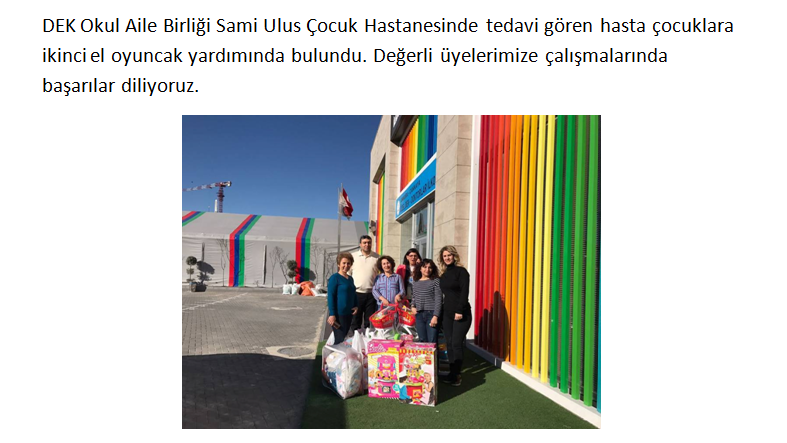 DEK Okul Aile Birliği Sami Ulus Çocuk Hastanesinde tedavi gören hasta çocuklara
ikinci el oyuncak yardımında bulundu. Değerli üyelerimize çalışmalarında
başarılar diliyoruz.